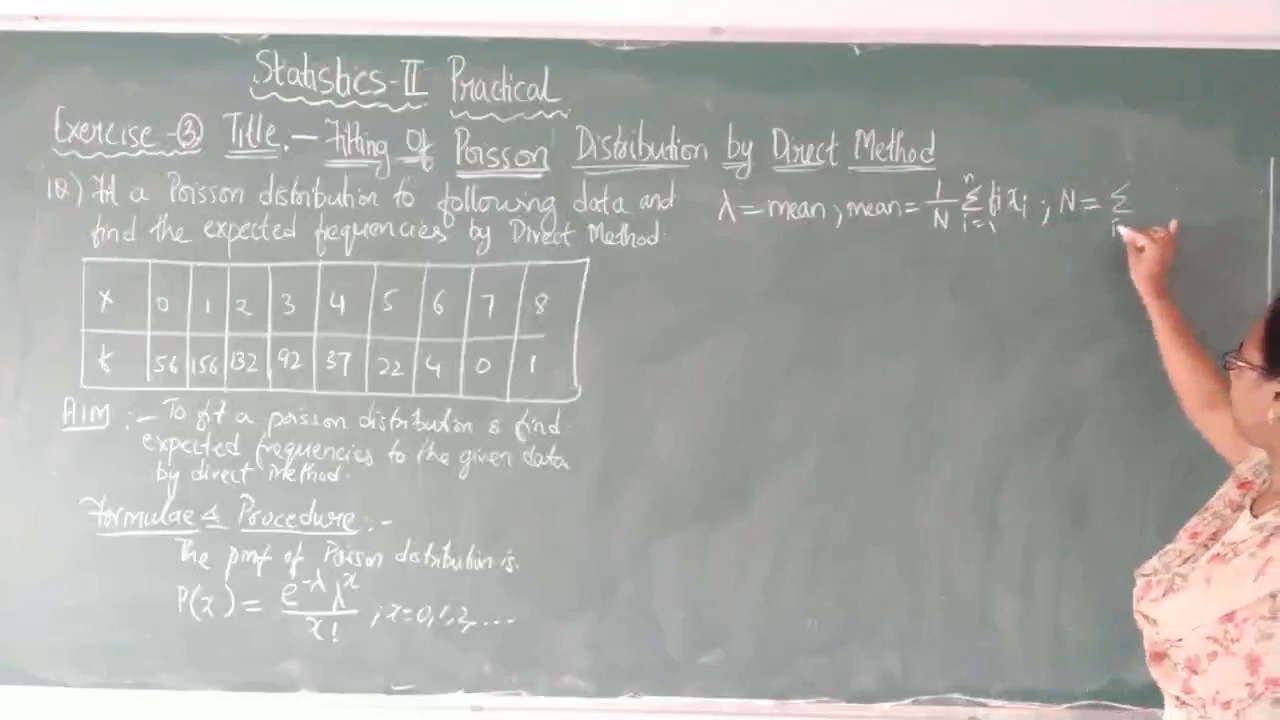 Statistics-II Practical
Exercise-③ Title:- Fitting Of Poisson Distribution by Direct Method
1Q) Fit a Poisson distribution to following data and
find the expected frequencies by Direct Method.
X 0 1 2 3 4 5 6 7 8
f 56 156 132 92 37 22 4 0 1
AIM:- To fit a poisson distribution & find
expected frequencies to the given data
by direct Method.
Formulae & Procedure:-
The pmf of Poisson distribution is.
P(x) = e^-λ λ^x / x! ; x=0,1,2,...
λ = mean, mean = 1/N Σ_{i=1}^{n} fi xi ; N = Σ